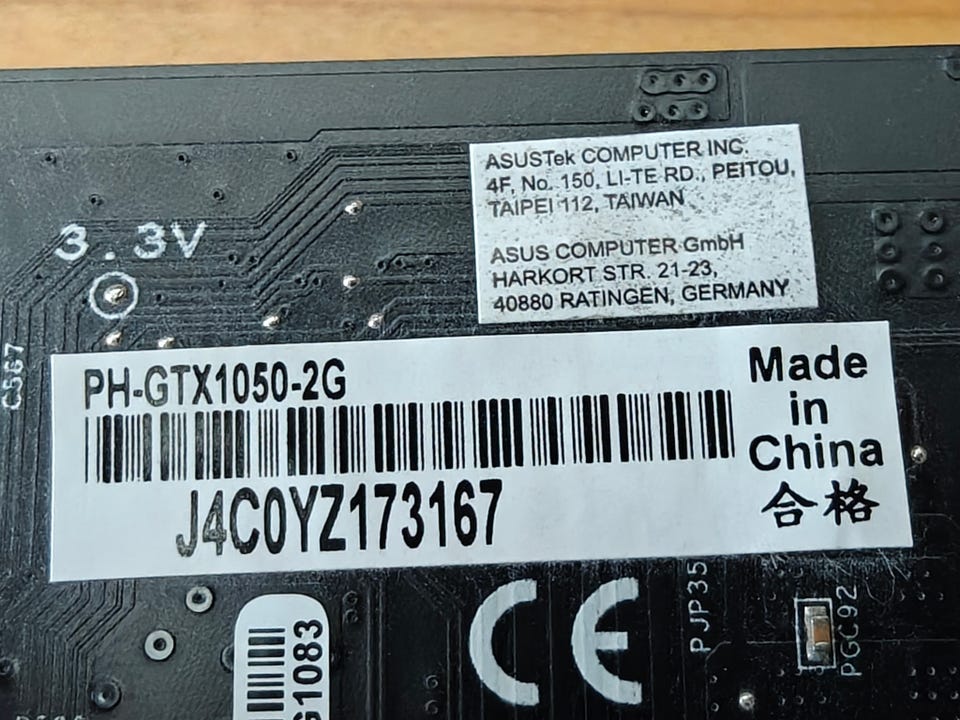 ASUSTek COMPUTER INC.
4F, No. 150, LI-TE RD., PEITOU,
TAIPEI 112, TAIWAN
ASUS COMPUTER GmbH
HARKORT STR. 21-23,
40880 RATINGEN, GERMANY
3.3V
C567
PH-GTX1050-2G
J4C0YZ173167
Made
in
China
合格
CE
PJP35
PGC92
G1083